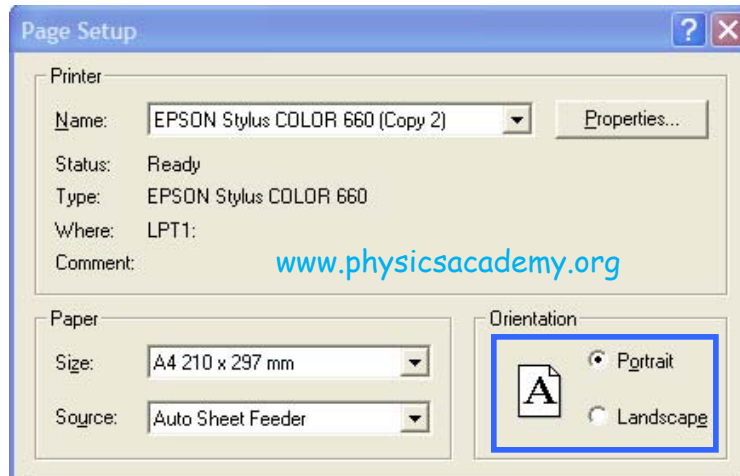 Page Setup
Printer
Name: EPSON Stylus COLOR 660 (Copy 2) Properties...
Status: Ready
Type: EPSON Stylus COLOR 660
Where: LPT1:
Comment:
www.physicsacademy.org
Paper
Size: A4 210 x 297 mm
Source: Auto Sheet Feeder
Orientation
A
Portrait
Landscape